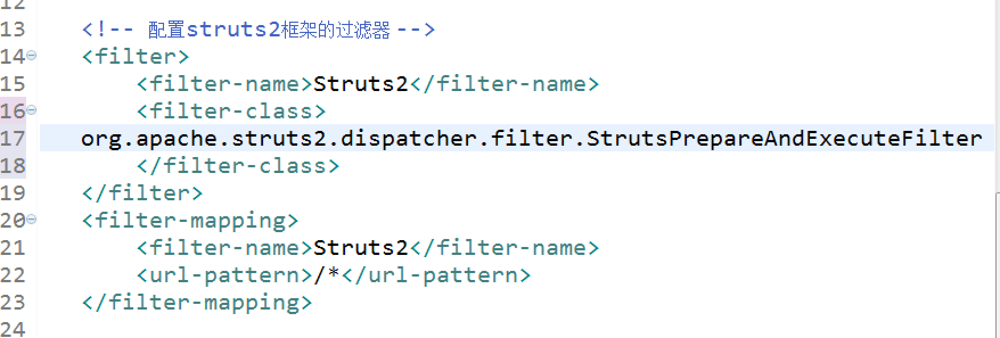 12
13 <!-- 配置struts2框架的过滤器 -->
14 <filter>
15 <filter-name>Struts2</filter-name>
16 <filter-class>
17 org.apache.struts2.dispatcher.filter.StrutsPrepareAndExecuteFilter
18 </filter-class>
19 </filter>
20 <filter-mapping>
21 <filter-name>Struts2</filter-name>
22 <url-pattern>/*</url-pattern>
23 </filter-mapping>
24